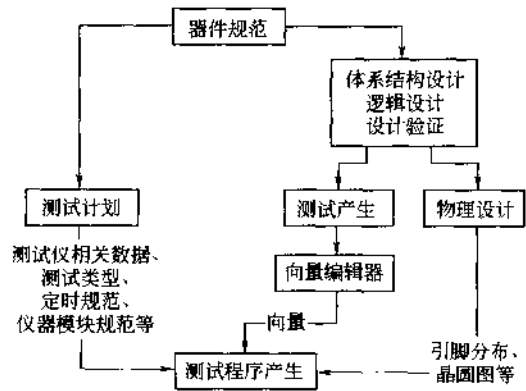 器件规范
体系结构设计
逻辑设计
设计验证
测试计划
测试产生
物理设计
测试仪相关数据、
测试类型、
定时规范、
仪器模块规范等
向量编辑器
向量
引脚分布、
晶圆图等
测试程序产生